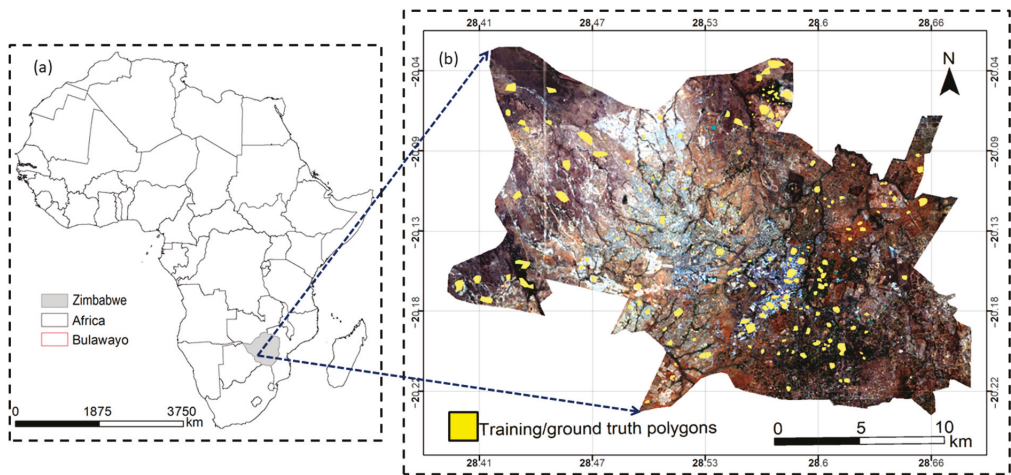 (a)
Zimbabwe
Africa
Bulawayo
0 1875 3750
km
(b)
28.41 28.47 28.53 28.6 28.66
N
-20.04 -20.04
-20.09 -20.09
-20.13 -20.13
-20.18 -20.18
-20.22 -20.22
Training/ground truth polygons
0 5 10
km
28.41 28.47 28.53 28.6 28.66